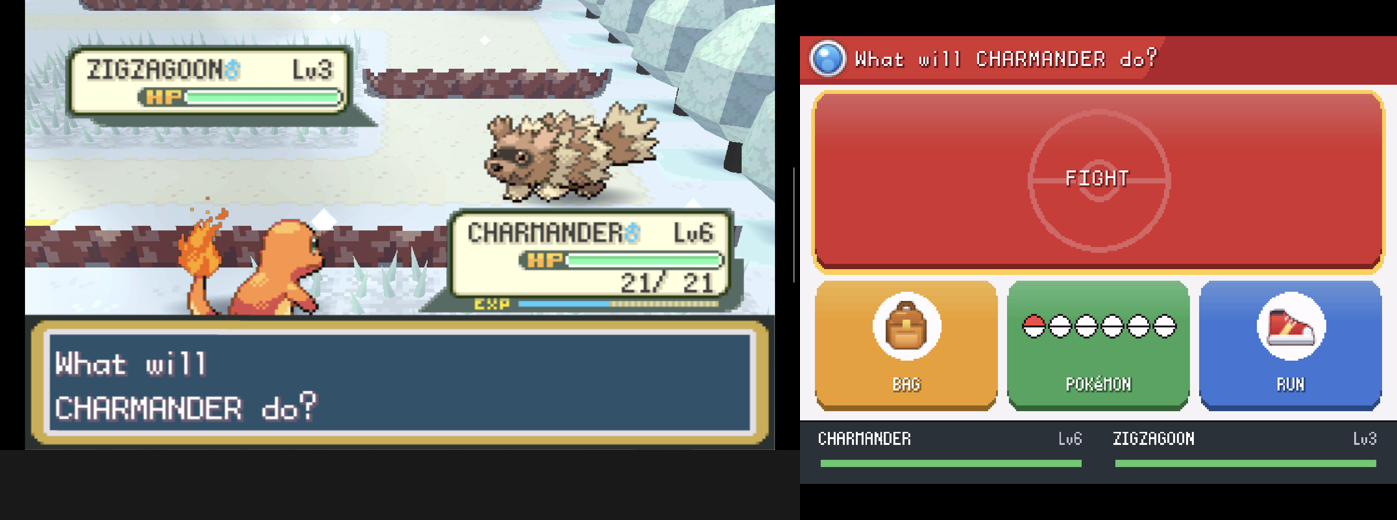 ZIGZAGOON♂ Lv3
HP
CHARMANDER♂ Lv6
HP
21/ 21
EXP
What will
CHARMANDER do?
What will CHARMANDER do?
FIGHT
BAG
POKéMON
RUN
CHARMANDER Lv6
ZIGZAGOON Lv3